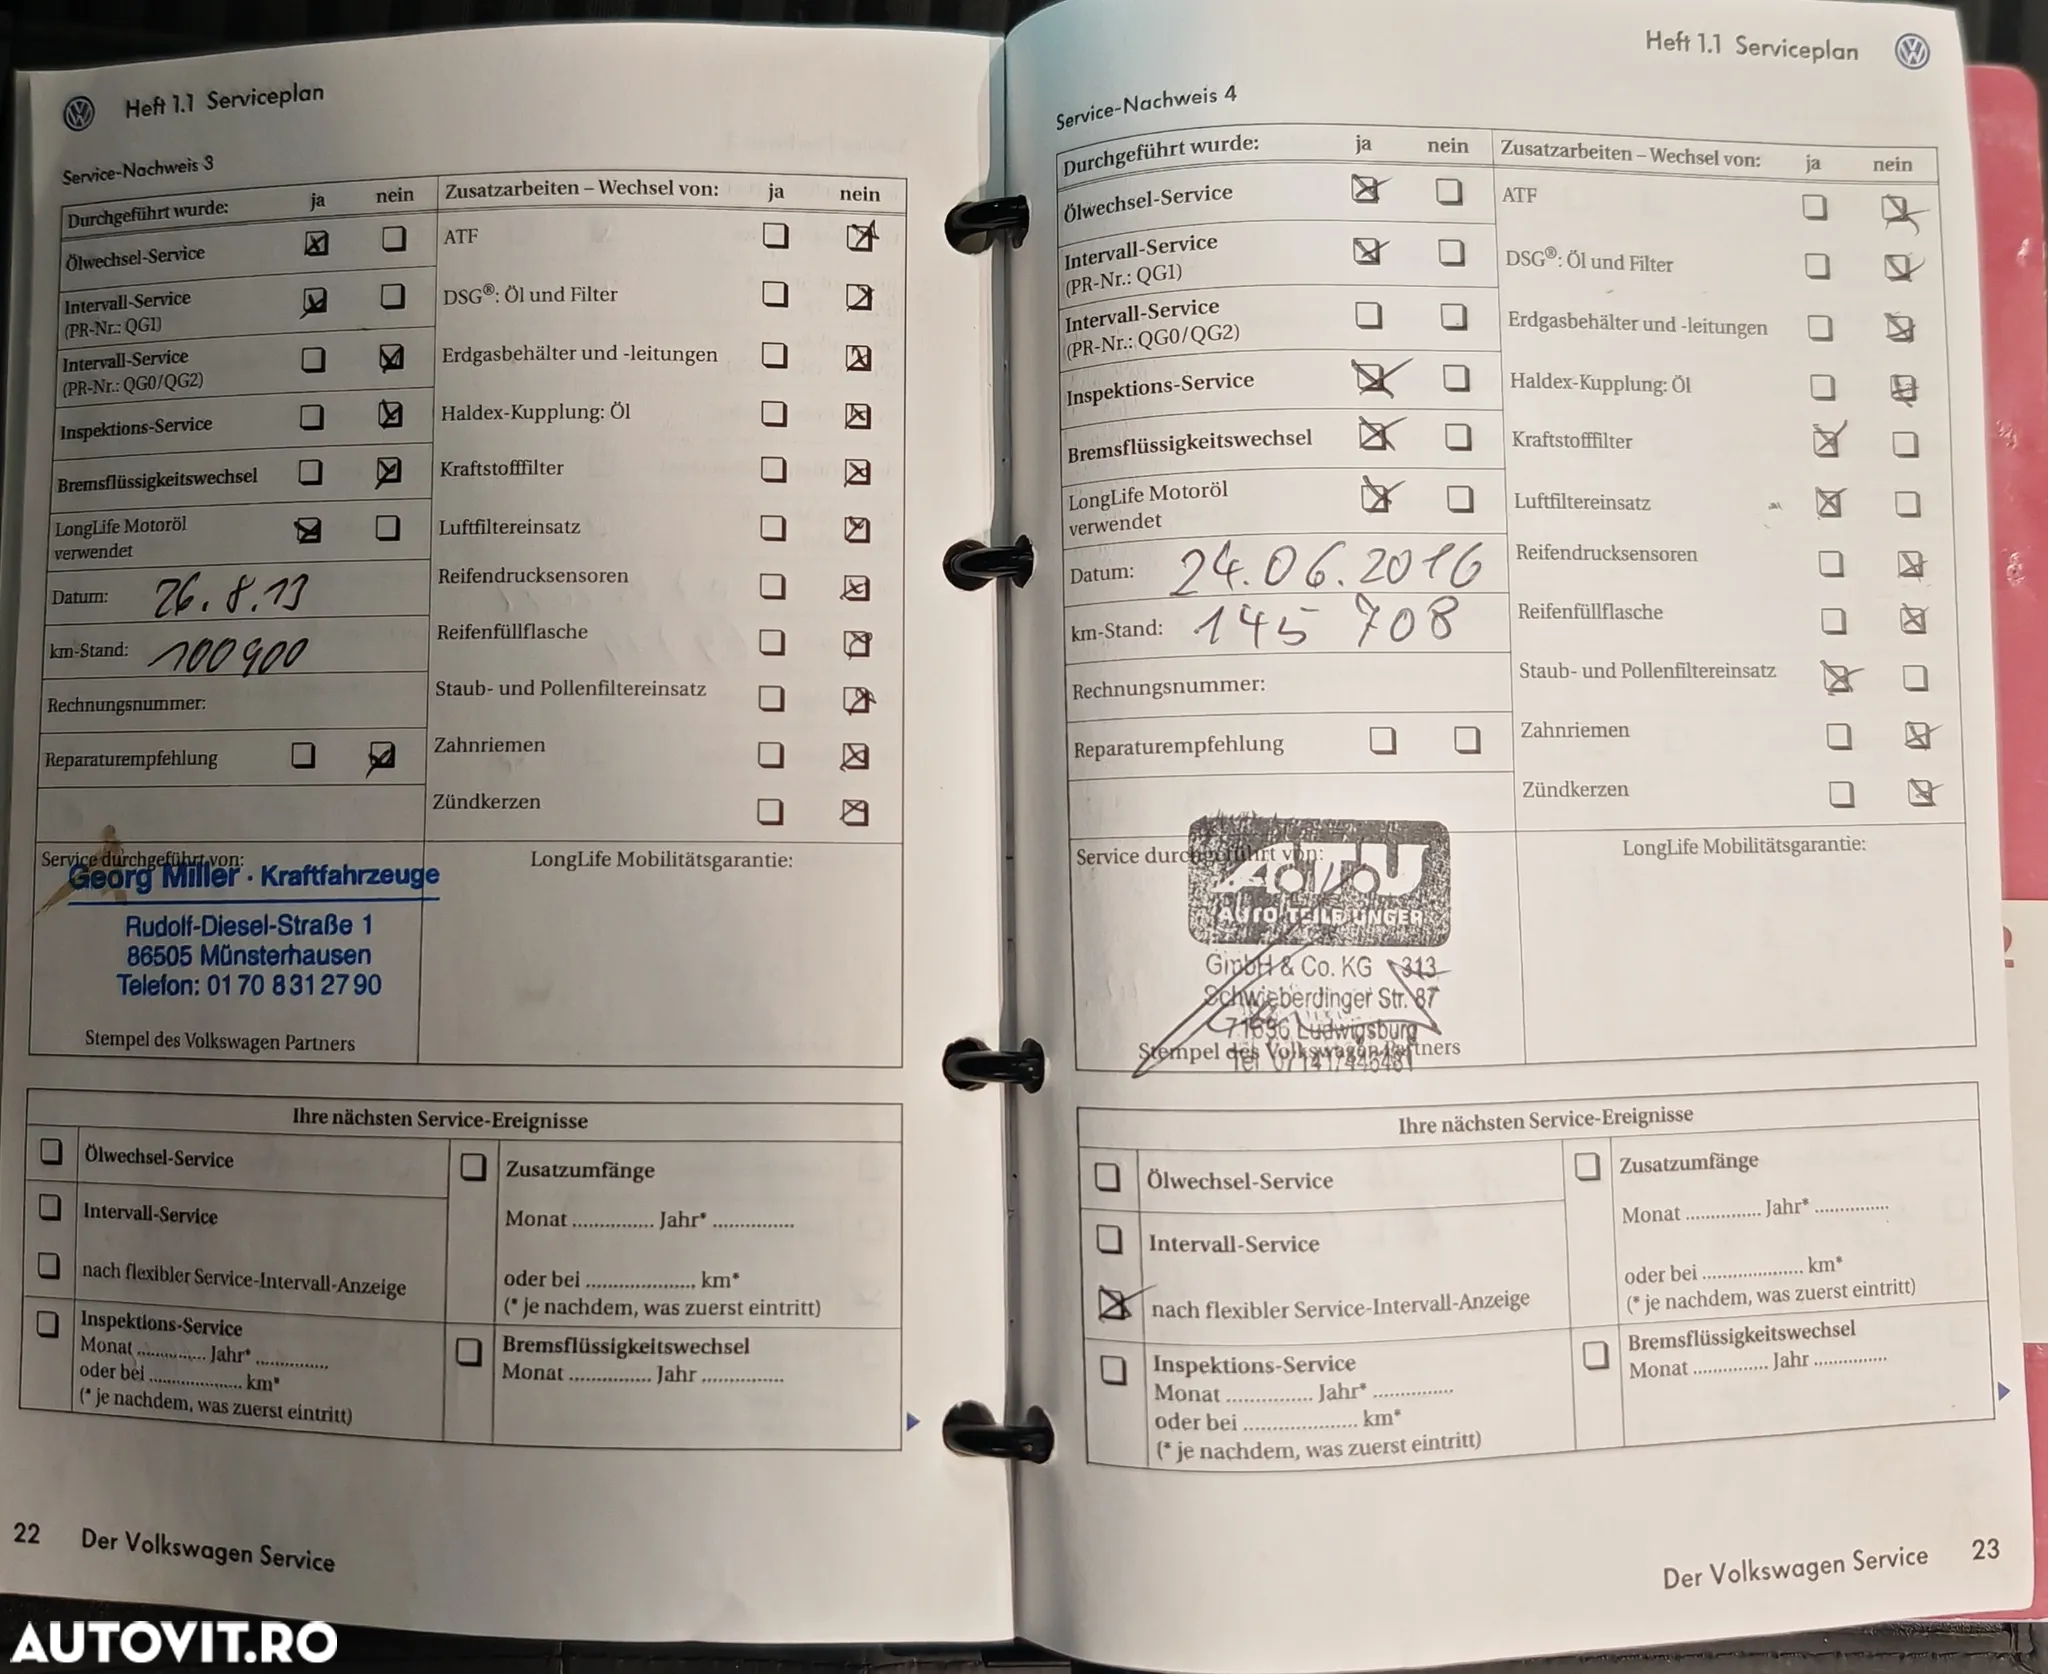 Heft 1.1 Serviceplan
Service-Nachweis 3
Durchgeführt wurde: ja nein
Ölwechsel-Service
Intervall-Service
(PR-Nr.: QG1)
Intervall-Service
(PR-Nr.: QG0/QG2)
Inspektions-Service
Bremsflüssigkeitswechsel
LongLife Motoröl
verwendet
Datum: 26.8.13
km-Stand: 100900
Rechnungsnummer:
Reparaturempfehlung
Zusatzarbeiten – Wechsel von: ja nein
ATF
DSG®: Öl und Filter
Erdgasbehälter und -leitungen
Haldex-Kupplung: Öl
Kraftstofffilter
Luftfiltereinsatz
Reifendrucksensoren
Reifenfüllflasche
Staub- und Pollenfiltereinsatz
Zahnriemen
Zündkerzen
Service durchgeführt von:
Georg Miller · Kraftfahrzeuge
Rudolf-Diesel-Straße 1
86505 Münsterhausen
Telefon: 01 70 8 31 27 90
Stempel des Volkswagen Partners
LongLife Mobilitätsgarantie:
Ihre nächsten Service-Ereignisse
Ölwechsel-Service
Intervall-Service
nach flexibler Service-Intervall-Anzeige
Inspektions-Service
Monat .............. Jahr* ...............
oder bei ................... km*
(* je nachdem, was zuerst eintritt)
Zusatzumfänge
Monat ............... Jahr* ...............
oder bei .................... km*
(* je nachdem, was zuerst eintritt)
Bremsflüssigkeitswechsel
Monat ............... Jahr ...............
22 Der Volkswagen Service
Heft 1.1 Serviceplan
Service-Nachweis 4
Durchgeführt wurde: ja nein
Ölwechsel-Service
Intervall-Service
(PR-Nr.: QG1)
Intervall-Service
(PR-Nr.: QG0/QG2)
Inspektions-Service
Bremsflüssigkeitswechsel
LongLife Motoröl
verwendet
Datum: 24.06.2016
km-Stand: 145 708
Rechnungsnummer:
Reparaturempfehlung
Zusatzarbeiten – Wechsel von: ja nein
ATF
DSG®: Öl und Filter
Erdgasbehälter und -leitungen
Haldex-Kupplung: Öl
Kraftstofffilter
Luftfiltereinsatz
Reifendrucksensoren
Reifenfüllflasche
Staub- und Pollenfiltereinsatz
Zahnriemen
Zündkerzen
Service durchgeführt von:
A.T.U
AUTO TEILE UNGER
GmbH & Co. KG 313
Schwieberdinger Str. 87
71636 Ludwigsburg
Stempel des Volkswagen Partners
Tel.
LongLife Mobilitätsgarantie:
Ihre nächsten Service-Ereignisse
Ölwechsel-Service
Intervall-Service
nach flexibler Service-Intervall-Anzeige
Inspektions-Service
Monat ............... Jahr* ...............
oder bei .................... km*
(* je nachdem, was zuerst eintritt)
Zusatzumfänge
Monat .............. Jahr* ..............
oder bei .................... km*
(* je nachdem, was zuerst eintritt)
Bremsflüssigkeitswechsel
Monat .............. Jahr ..............
Der Volkswagen Service 23
2
AUTOVIT.RO